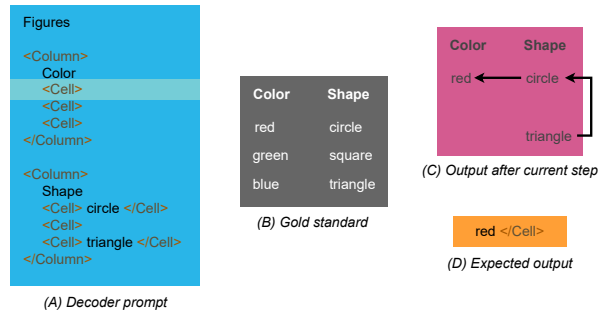 Figures
<Column>
Color
<Cell>
<Cell>
<Cell>
</Column>
<Column>
Shape
<Cell> circle </Cell>
<Cell>
<Cell> triangle </Cell>
</Column>
(A) Decoder prompt
Color Shape
red circle
green square
blue triangle
(B) Gold standard
Color Shape
red circle
triangle
(C) Output after current step
red </Cell>
(D) Expected output